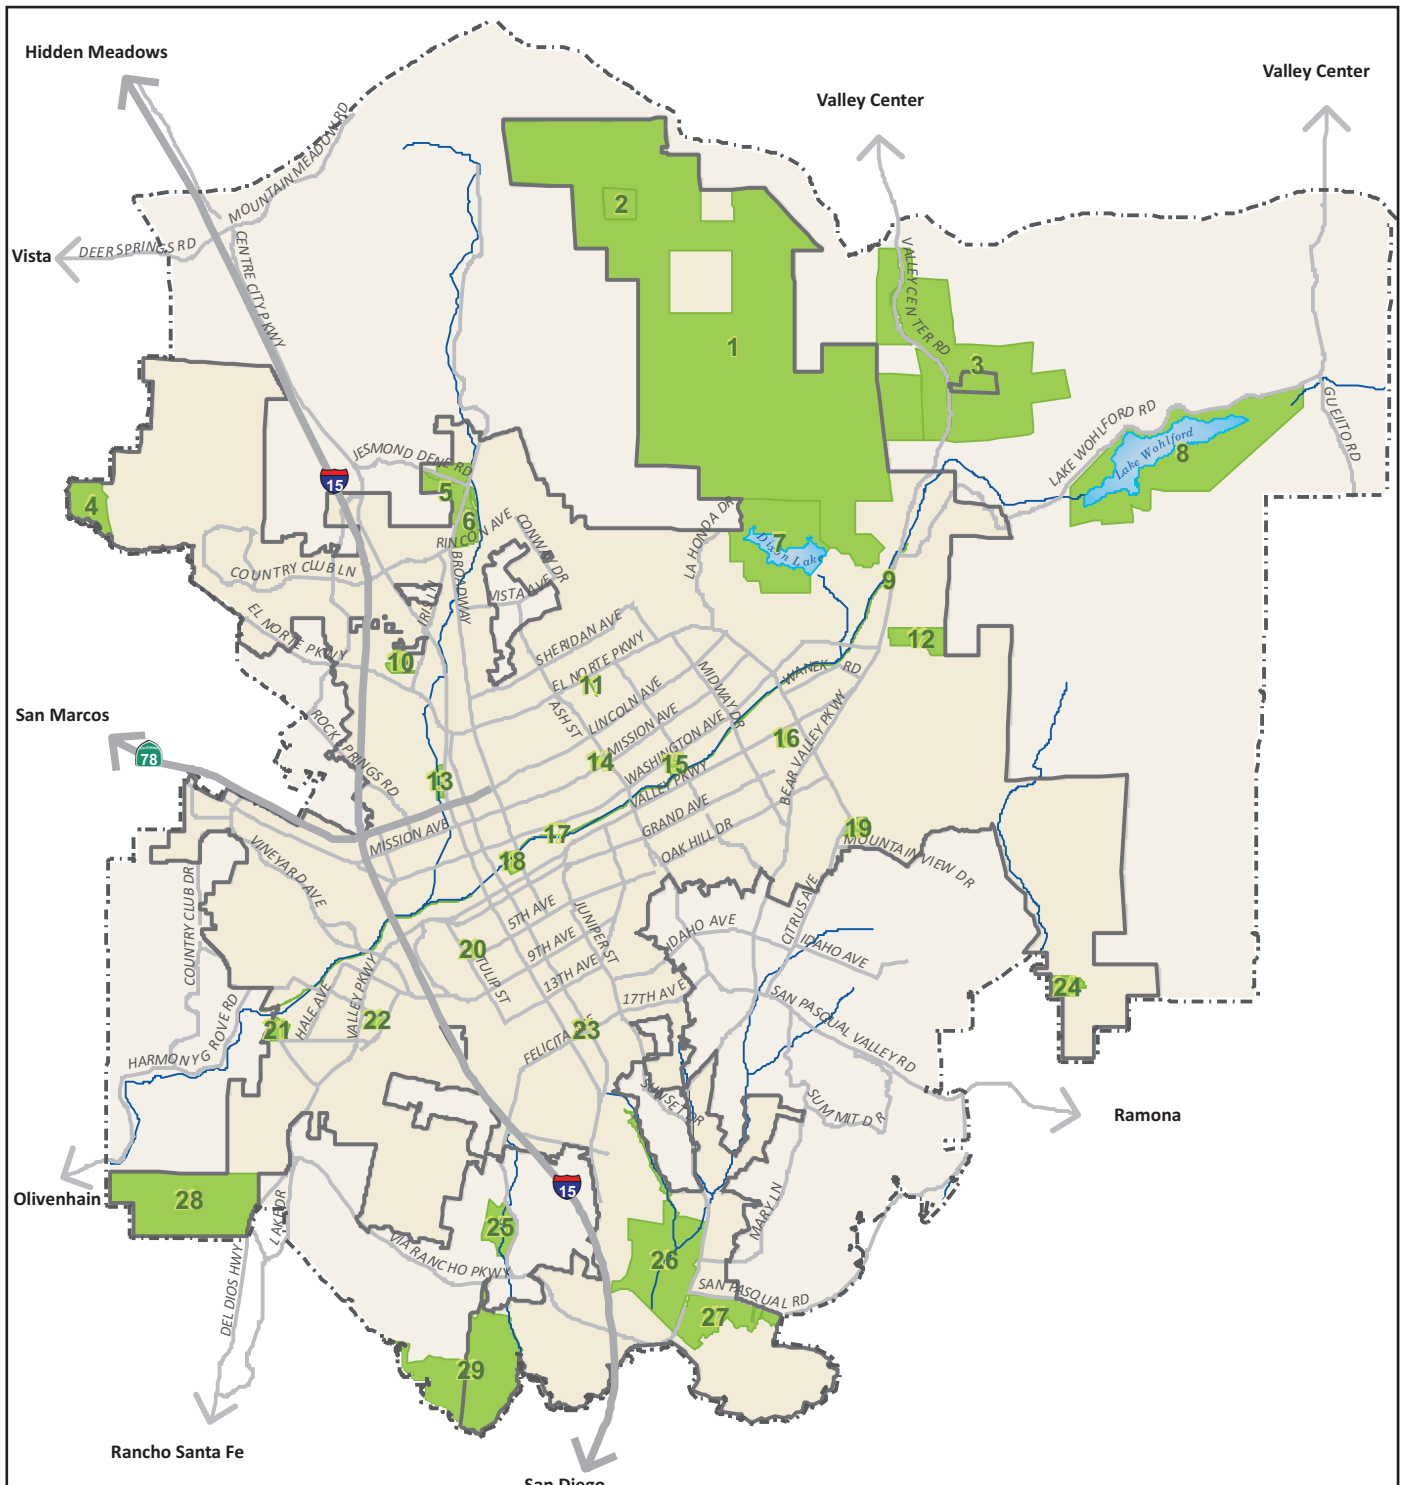 Hidden Meadows
Valley Center
Valley Center
MOUNTAIN MEADOW RD
2
Vista
DEER SPRINGS RD
CENTRE CITY PKWY
VALLEY CENTER RD
1
3
GUEJITO RD
LAKE WOHLFORD RD
Lake Wohlford
8
JESMOND DENE RD
15
4
5
6
RINCON AVE
CONWAY DR
LA HONDA DR
7
Dixon Lake
COUNTRY CLUB LN
IRIS LN
BROADWAY
VISTA AVE
9
EL NORTE PKWY
SHERIDAN AVE
12
10
EL NORTE PKWY
11
MIDWAY DR
WANEK RD
ASH ST
LINCOLN AVE
San Marcos
ROCK SPRINGS RD
MISSION AVE
WASHINGTON AVE
BEAR VALLEY PKWY
16
78
13
14
15
VALLEY PKWY
GRAND AVE
MISSION AVE
17
19
OAK HILL DR
MOUNTAIN VIEW DR
VINEYARD AVE
18
COUNTRY CLUB DR
5TH AVE
JUNIPER ST
CITRUS AVE
IDAHO AVE
IDAHO AVE
20
9TH AVE
TULIP ST
13TH AVE
17TH AVE
VALLEY PKWY
HALE AVE
24
SAN PASQUAL VALLEY RD
21
22
23
FELICITA AVE
HARMONY GROVE RD
SUNSET DR
SUMMIT DR
Ramona
15
Olivenhain
28
LAKE DR
25
MARY LN
DEL DIOS HWY
VIA RANCHO PKWY
26
SAN PASQUAL RD
27
29
Rancho Santa Fe
San Diego